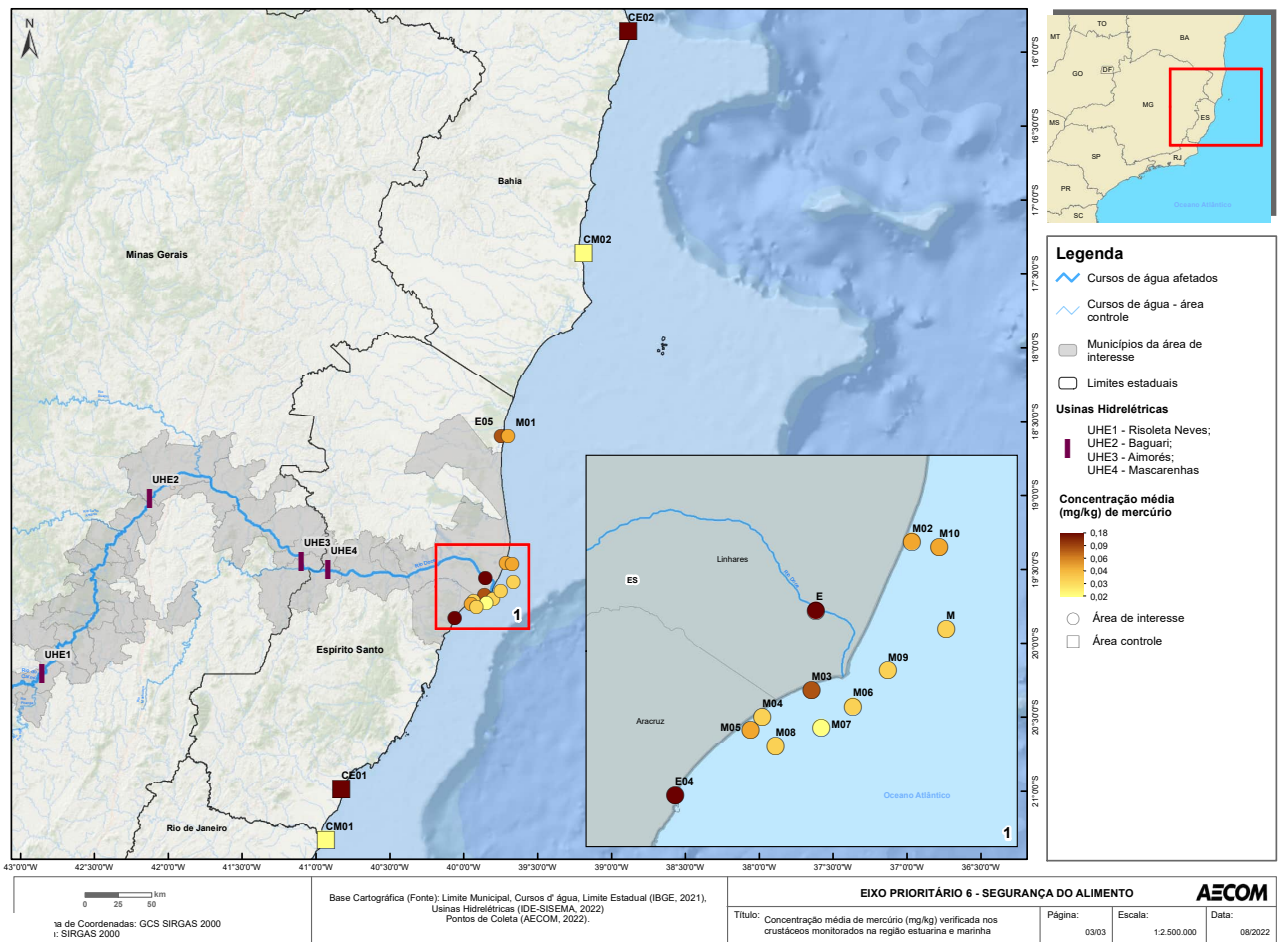 N
CE02
Bahia
Minas Gerais
CM02
E05
M01
UHE2
UHE3
UHE4
UHE1
Rio Doce
1
Espírito Santo
CE01
Rio de Janeiro
CM01
16°0'0"S
16°30'0"S
17°0'0"S
17°30'0"S
18°0'0"S
18°30'0"S
19°0'0"S
19°30'0"S
20°0'0"S
20°30'0"S
21°0'0"S
43°0'0"W
42°30'0"W
42°0'0"W
41°30'0"W
41°0'0"W
40°30'0"W
40°0'0"W
39°30'0"W
39°0'0"W
38°30'0"W
38°0'0"W
37°30'0"W
37°0'0"W
36°30'0"W
M02
M10
Linhares
ES
Rio Doce
E
M
M09
M03
M06
M04
M05
M07
M08
Aracruz
E04
Oceano Atlântico
1
TO
MT
BA
GO
DF
MG
MS
ES
SP
RJ
PR
SC
Oceano Atlântico
Legenda
Cursos de água afetados
Cursos de água - área
controle
Municípios da área de
interesse
Limites estaduais
Usinas Hidrelétricas
UHE1 - Risoleta Neves;
UHE2 - Baguari;
UHE3 - Aimorés;
UHE4 - Mascarenhas
Concentração média
(mg/kg) de mercúrio
0,18
0,09
0,04
0,03
0,02
Área de interesse
Área controle
km
0 25 50
de Coordenadas: GCS SIRGAS 2000
: SIRGAS 2000
Base Cartográfica (Fonte): Limite Municipal, Cursos d' água, Limite Estadual (IBGE, 2021),
Usinas Hidrelétricas (IDE-SISEMA, 2022)
Pontos de Coleta (AECOM, 2022).
EIXO PRIORITÁRIO 6 - SEGURANÇA DO ALIMENTO
AECOM
Título: Concentração média de mercúrio (mg/kg) verificada nos
crustáceos monitorados na região estuarina e marinha
Página:
03/03
Escala:
1:2.500.000
Data:
08/2022